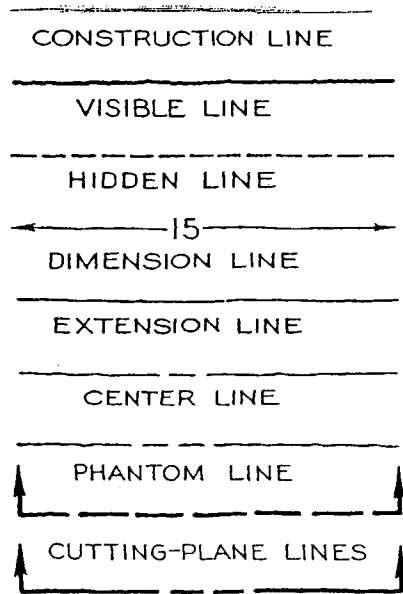 CONSTRUCTION LINE
VISIBLE LINE
HIDDEN LINE
15
DIMENSION LINE
EXTENSION LINE
CENTER LINE
PHANTOM LINE
CUTTING-PLANE LINES